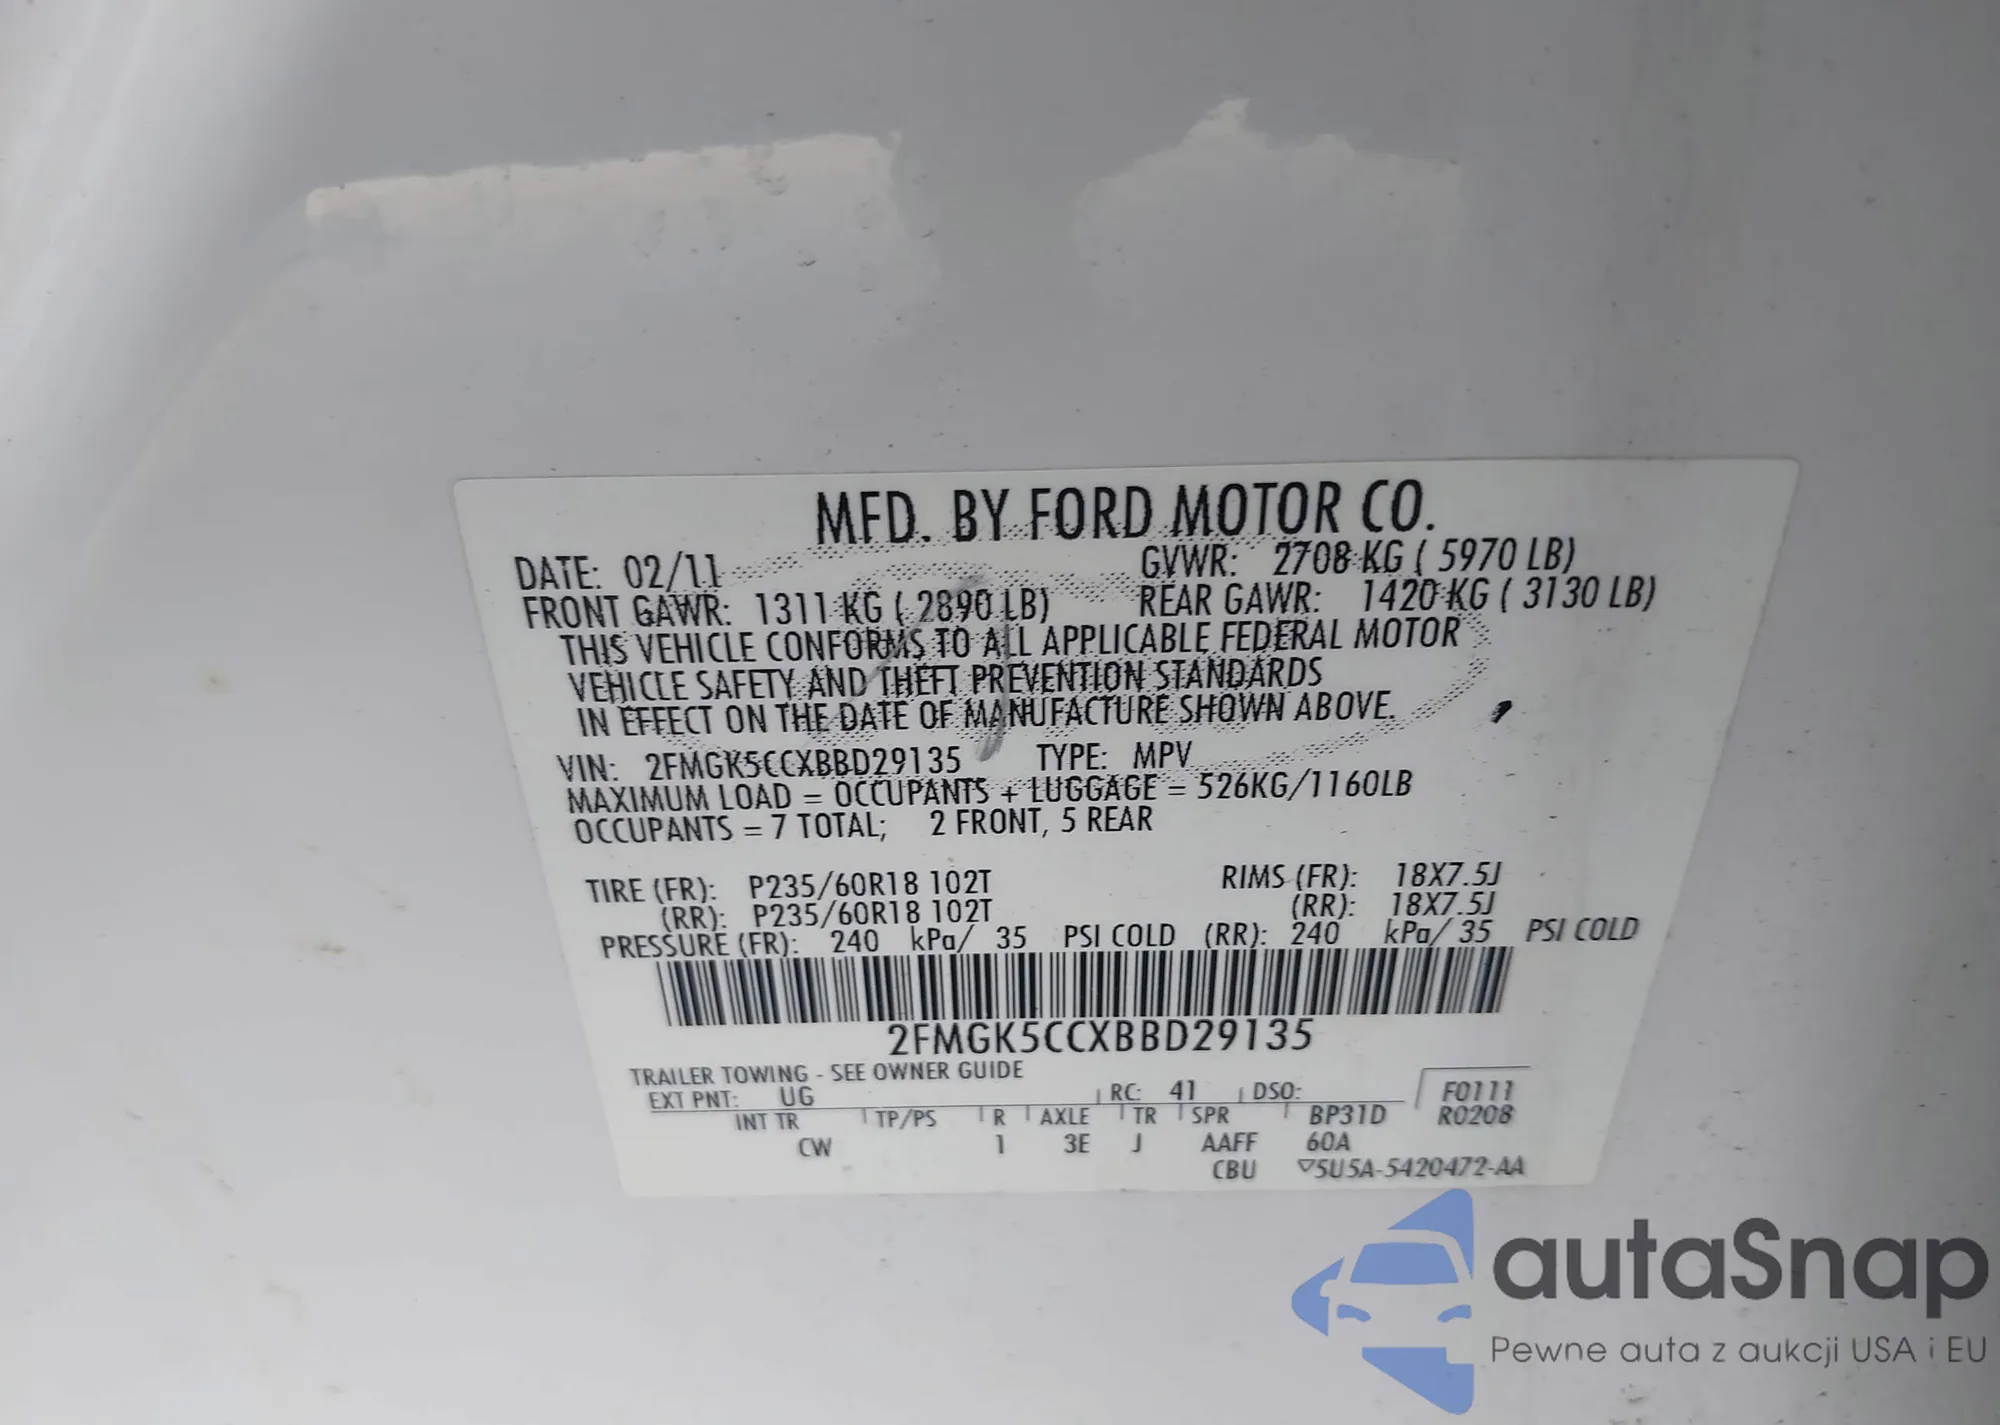 MFD. BY FORD MOTOR CO.
DATE: 02/11 GVWR: 2708 KG ( 5970 LB)
FRONT GAWR: 1311 KG ( 2890 LB) REAR GAWR: 1420 KG ( 3130 LB)
THIS VEHICLE CONFORMS TO ALL APPLICABLE FEDERAL MOTOR
VEHICLE SAFETY AND THEFT PREVENTION STANDARDS
IN EFFECT ON THE DATE OF MANUFACTURE SHOWN ABOVE.
VIN: 2FMGK5CCXBBD29135 TYPE: MPV
MAXIMUM LOAD = OCCUPANTS + LUGGAGE = 526KG/1160LB
OCCUPANTS = 7 TOTAL; 2 FRONT, 5 REAR
TIRE (FR): P235/60R18 102T RIMS (FR): 18X7.5J
(RR): P235/60R18 102T (RR): 18X7.5J
PRESSURE (FR): 240 kPa/ 35 PSI COLD (RR): 240 kPa/ 35 PSI COLD
2FMGK5CCXBBD29135
TRAILER TOWING - SEE OWNER GUIDE
EXT PNT: UG RC: 41 DSO: F0111
INT TR TP/PS R AXLE TR SPR BP31D R0208
CW 1 3E J AAFF 60A
CBU ▽5U5A-5420472-AA
autaSnap
Pewne auta z aukcji USA i EU